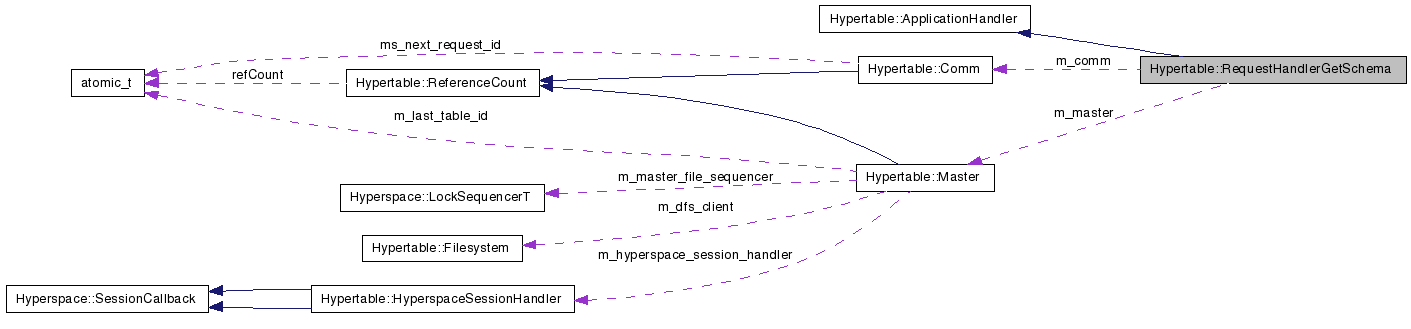 Hypertable::ApplicationHandler
ms_next_request_id
m_comm
Hypertable::RequestHandlerGetSchema
Hypertable::Comm
refCount
atomic_t
Hypertable::ReferenceCount
m_last_table_id
m_master
Hypertable::Master
m_master_file_sequencer
Hyperspace::LockSequencerT
m_dfs_client
Hypertable::Filesystem
m_hyperspace_session_handler
Hyperspace::SessionCallback
Hypertable::HyperspaceSessionHandler